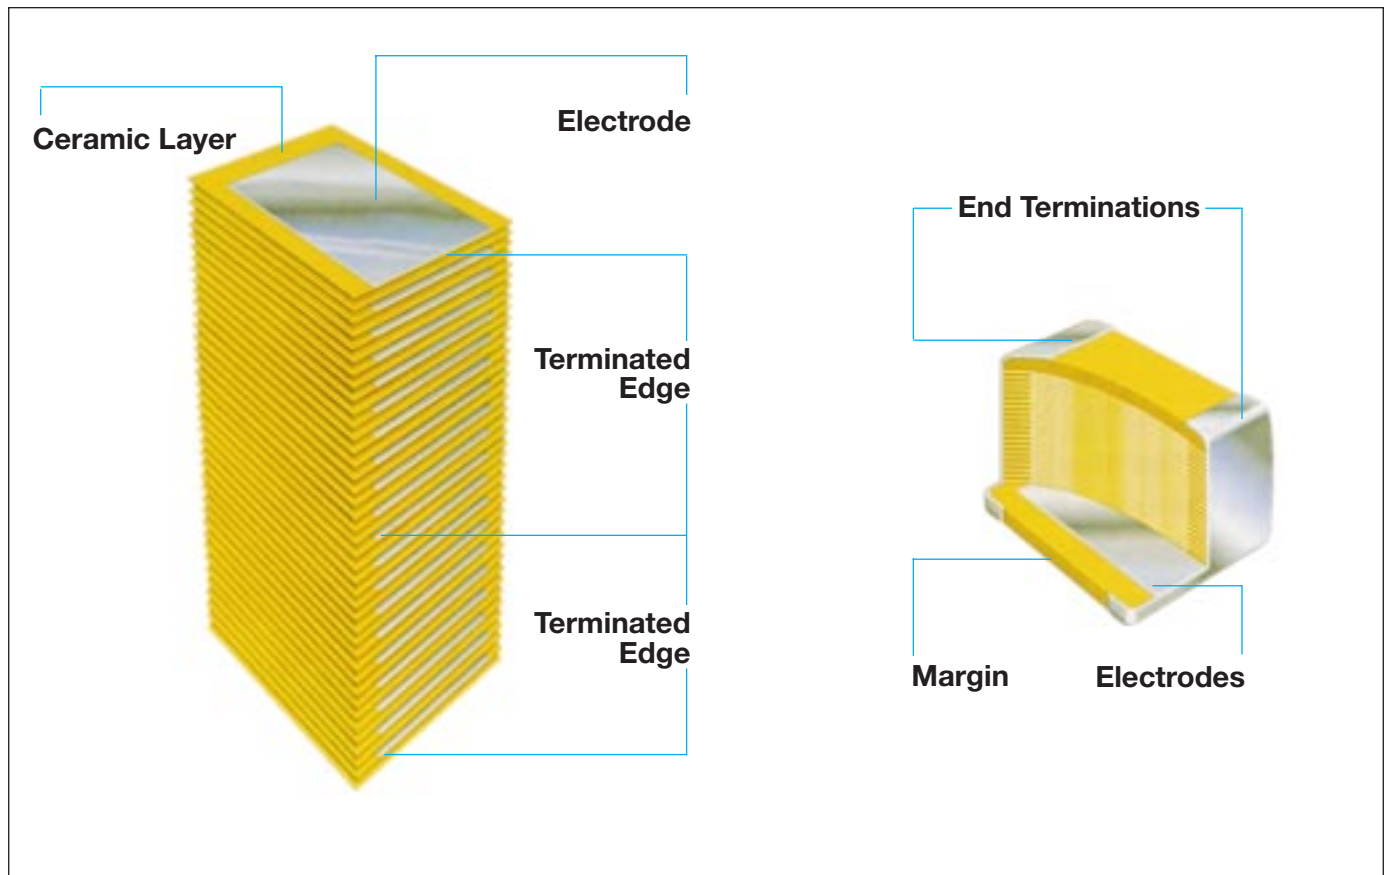 Ceramic Layer
Electrode
End Terminations
Terminated
Edge
Terminated
Edge
Margin
Electrodes